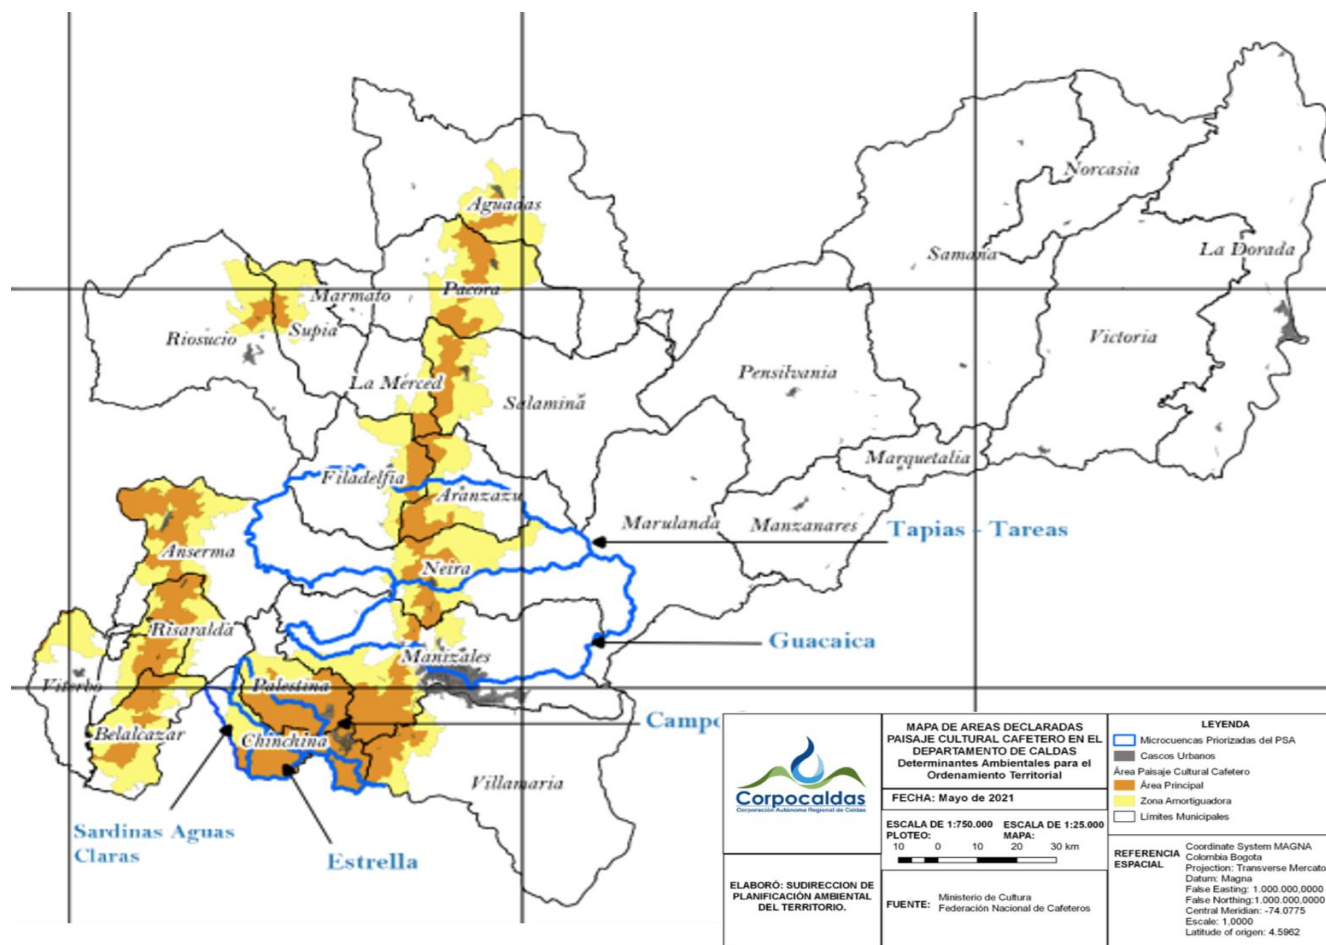 Norcasia
Aguadas
Samaná
La Dorada
Marmato
Pacora
Riosucio
Supia
Victoria
La Merced
Pensilvania
Salamina
Marquetalia
Filadelfia
Aranzazu
Marulanda
Manzanares
Tapias - Tareas
Anserma
Neira
Risaralda
Guacaica
Manizales
Viterbo
Palestina
Belalcazar
Chinchina
Villamaria
Sardinas Aguas
Claras
Estrella
Corpocaldas
Corporación Autónoma Regional de Caldas
ELABORÓ: SUDIRECCION DE
PLANIFICACIÓN AMBIENTAL
DEL TERRITORIO.
MAPA DE AREAS DECLARADAS
PAISAJE CULTURAL CAFETERO EN EL
DEPARTAMENTO DE CALDAS
Determinantes Ambientales para el
Ordenamiento Territorial
FECHA: Mayo de 2021
ESCALA DE 1:750.000 ESCALA DE 1:25.000
PLOTEO: MAPA:
10 0 10 20 30 km
FUENTE: Ministerio de Cultura
Federación Nacional de Cafeteros
LEYENDA
Microcuencas Priorizadas del PSA
Cascos Urbanos
Área Paisaje Cultural Cafetero
Área Principal
Zona Amortiguadora
Límites Municipales
REFERENCIA
ESPACIAL
Coordinate System MAGNA
Colombia Bogota
Projection: Transverse Mercato
Datum: Magna
False Easting: 1.000.000,0000
False Northing:1.000.000,0000
Central Meridian: -74.0775
Escale: 1,0000
Latitude of origen: 4.5962